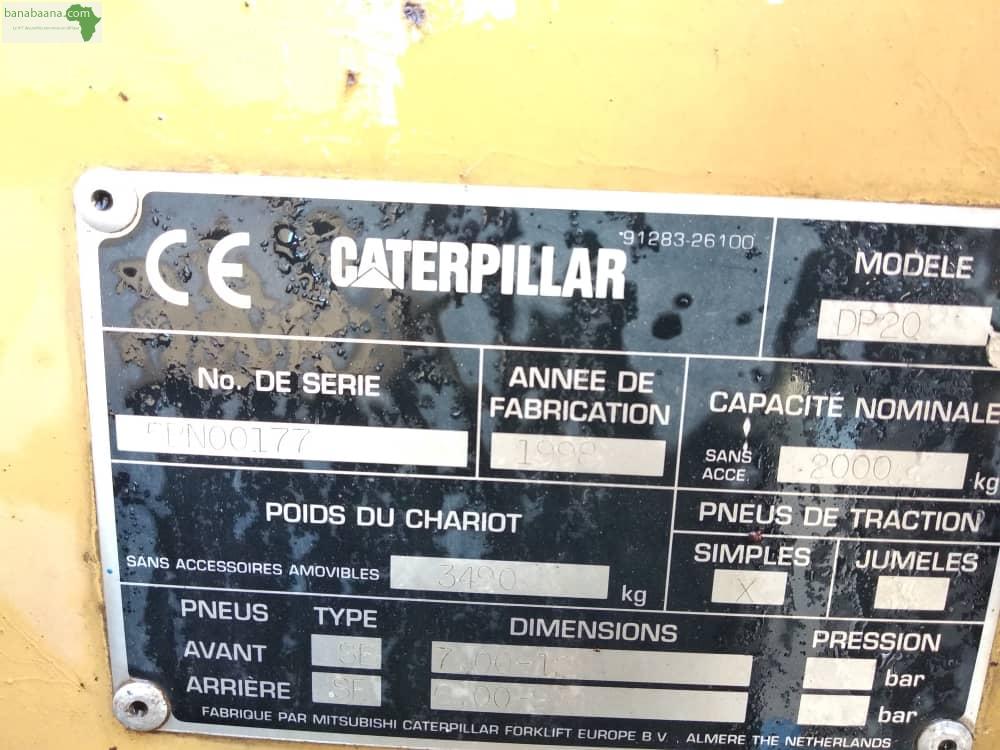 banabaana.com
CE CATERPILLAR 91283-26100
MODELE
DP20
No. DE SERIE
ANNEE DE
FABRICATION
1998
CAPACITÉ NOMINALE
SANS
ACCE.
2000 kg
POIDS DU CHARIOT
SANS ACCESSOIRES AMOVIBLES 3490 kg
PNEUS DE TRACTION
SIMPLES JUMELES
X
PNEUS TYPE DIMENSIONS PRESSION
AVANT SE bar
ARRIÈRE SE bar
FABRIQUE PAR MITSUBISHI CATERPILLAR FORKLIFT EUROPE B.V. ALMERE THE NETHERLANDS